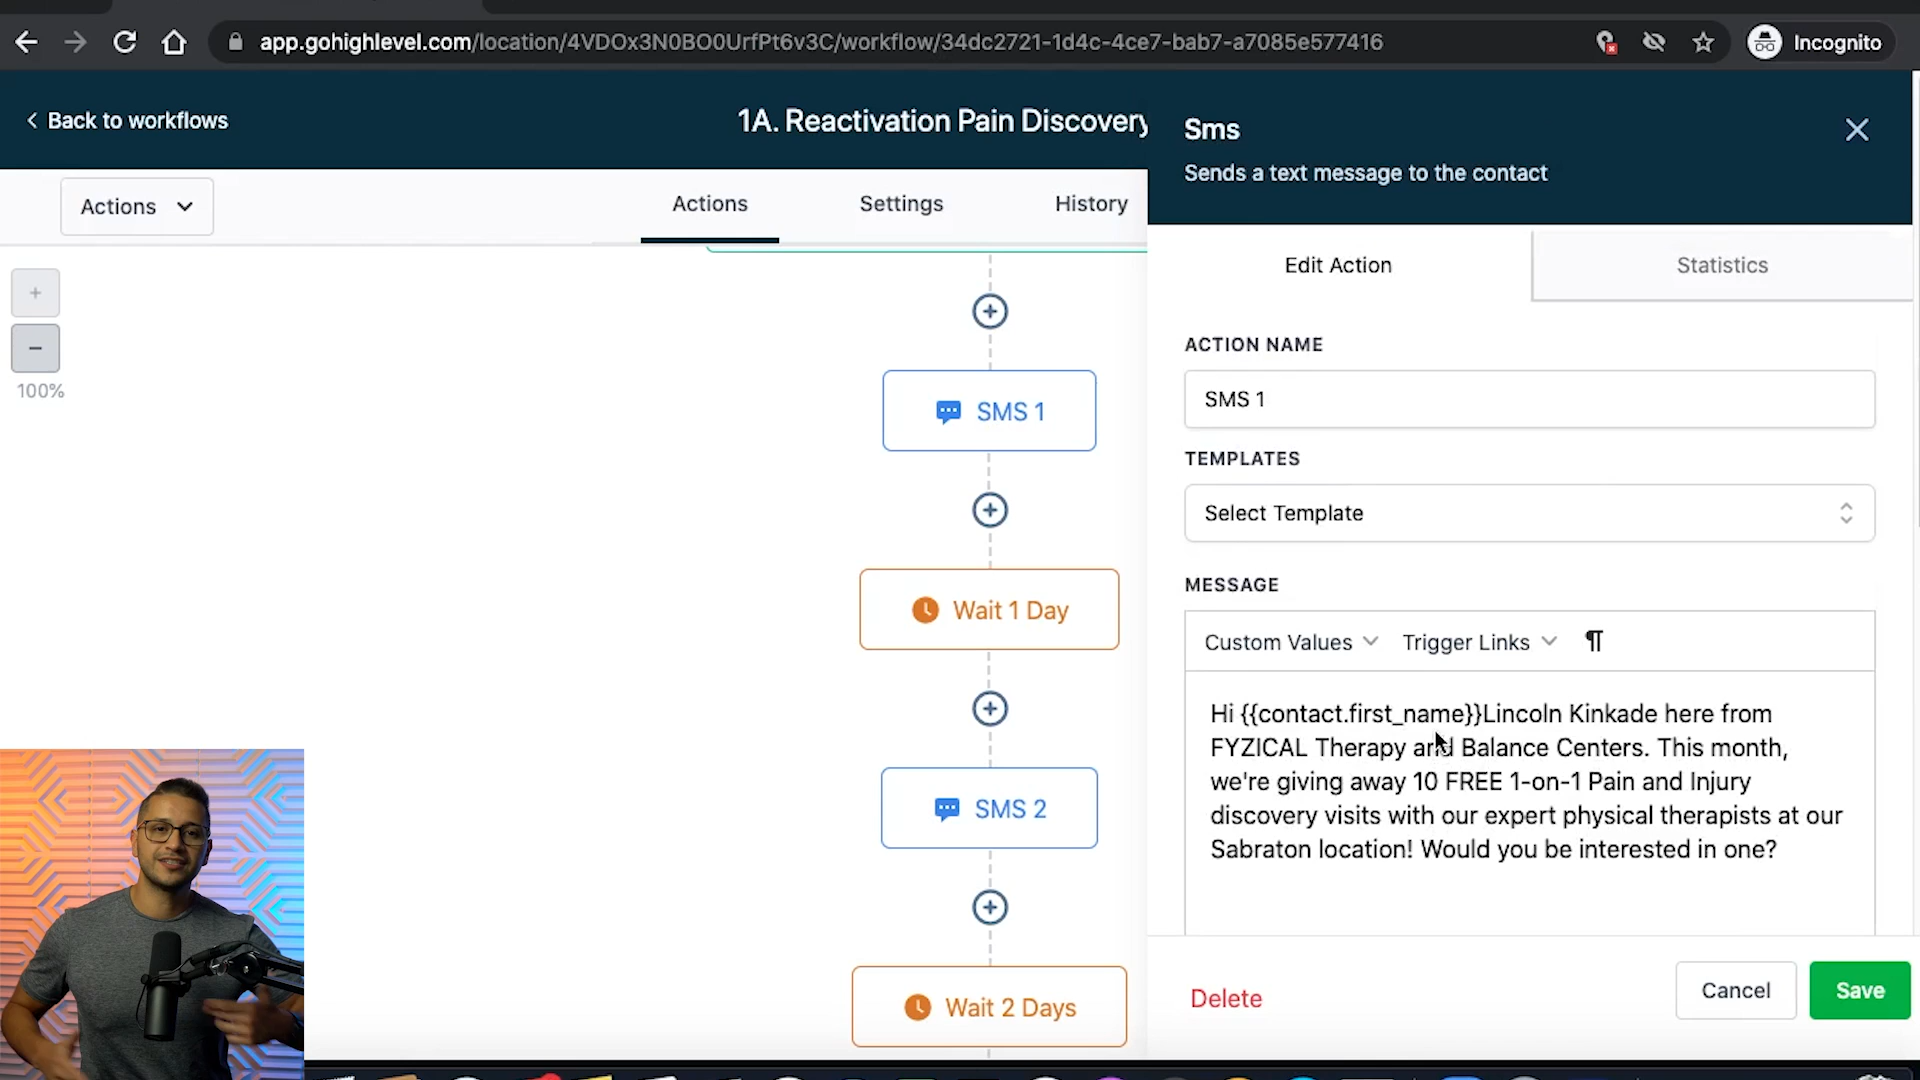 app.gohighlevel.com/location/4VDOx3N0BO0UrfPt6v3C/workflow/34dc2721-1d4c-4ce7-bab7-a7085e577416
Incognito
Back to workflows
1A. Reactivation Pain Discovery
Sms
Sends a text message to the contact
Actions
Actions
Settings
History
Edit Action
Statistics
100%
ACTION NAME
SMS 1
SMS 1
TEMPLATES
Select Template
MESSAGE
Wait 1 Day
Custom Values
Trigger Links
Hi {{contact.first_name}}Lincoln Kinkade here from
FYZICAL Therapy and Balance Centers. This month,
we're giving away 10 FREE 1-on-1 Pain and Injury
discovery visits with our expert physical therapists at our
Sabraton location! Would you be interested in one?
SMS 2
Wait 2 Days
Delete
Cancel
Save